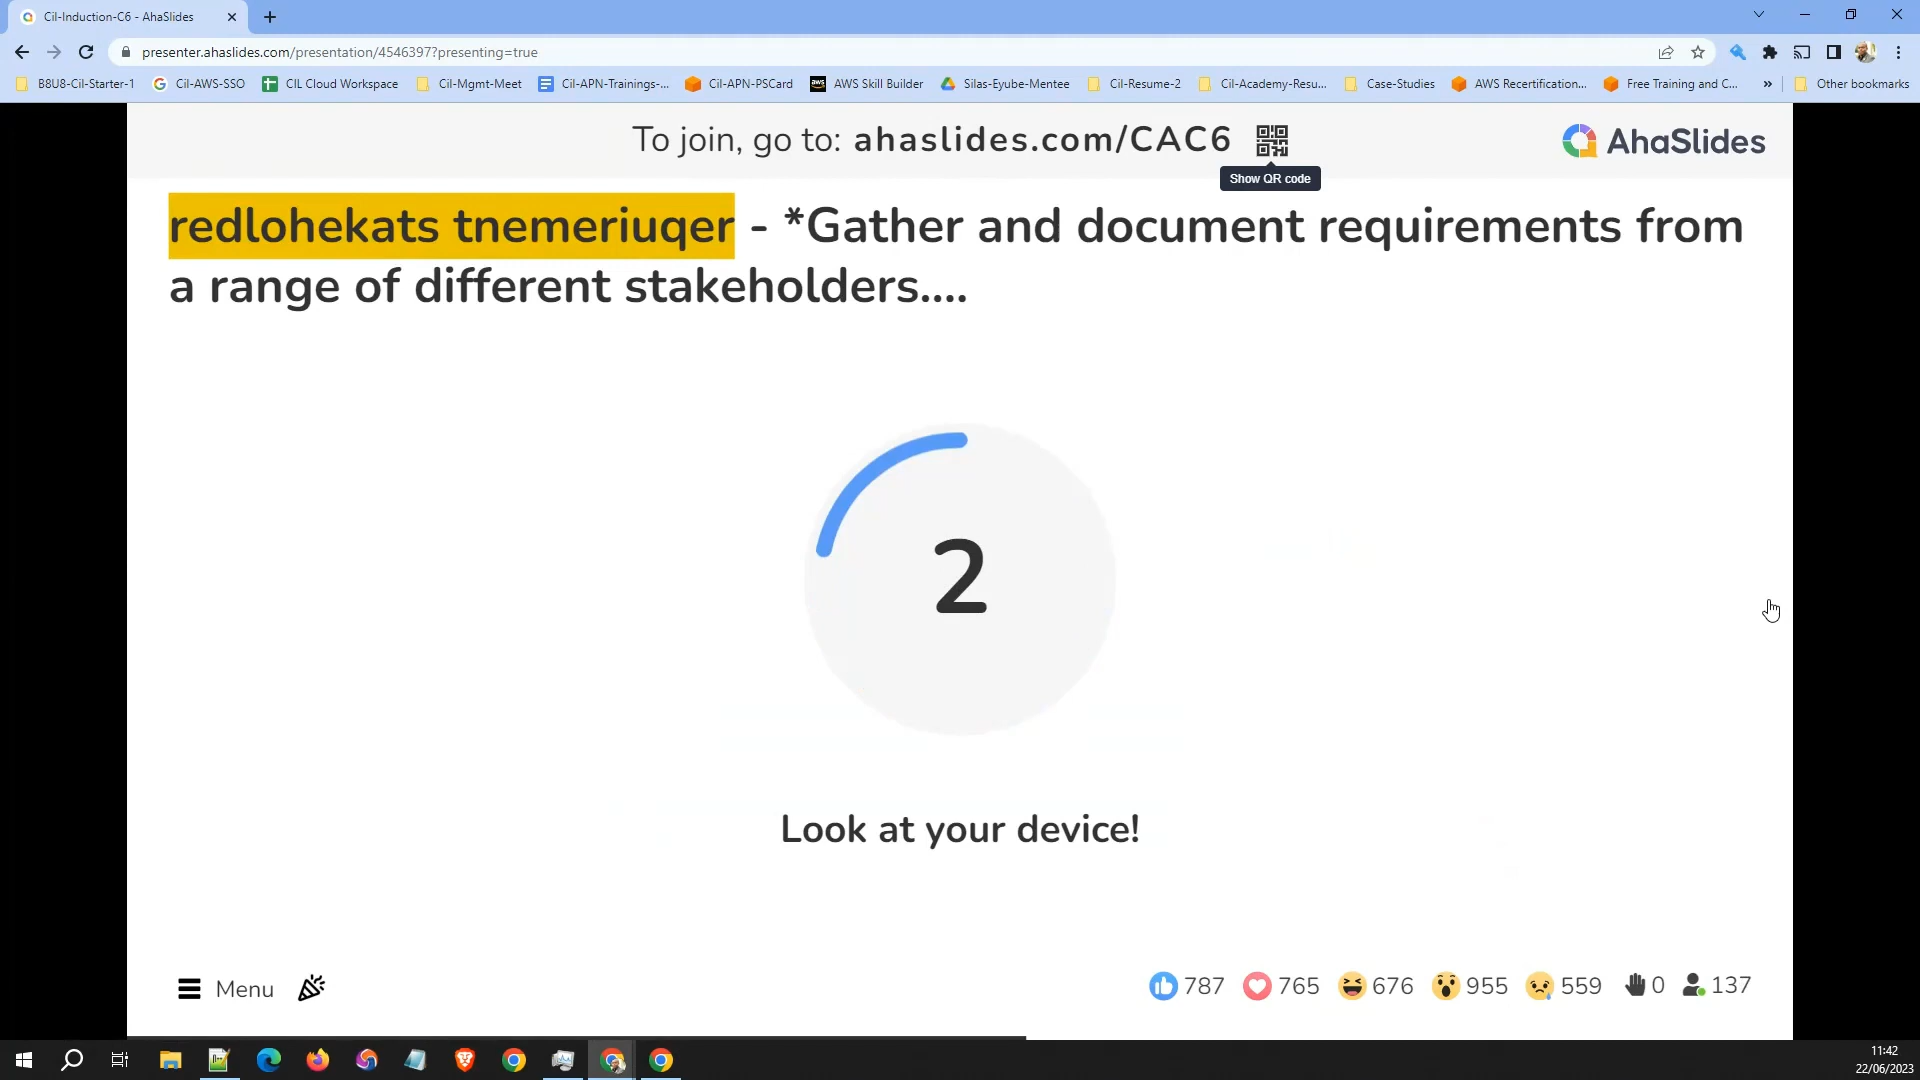 Cil-Induction-C6 - AhaSlides
presenter.ahaslides.com/presentation/4546397?presenting=true
B8U8-Cil-Starter-1 Cil-AWS-SSO CIL Cloud Workspace Cil-Mgmt-Meet Cil-APN-Trainings-... Cil-APN-PSCard aws AWS Skill Builder Silas-Eyube-Mentee Cil-Resume-2 Cil-Academy-Resu... Case-Studies AWS Recertification... Free Training and C... » Other bookmarks
To join, go to: ahaslides.com/CAC6 AhaSlides
Show QR code
redlohekats tnemeriuqer - *Gather and document requirements from
a range of different stakeholders....
2
Look at your device!
Menu 787 765 676 955 559 0 137
11:42
22/06/2023